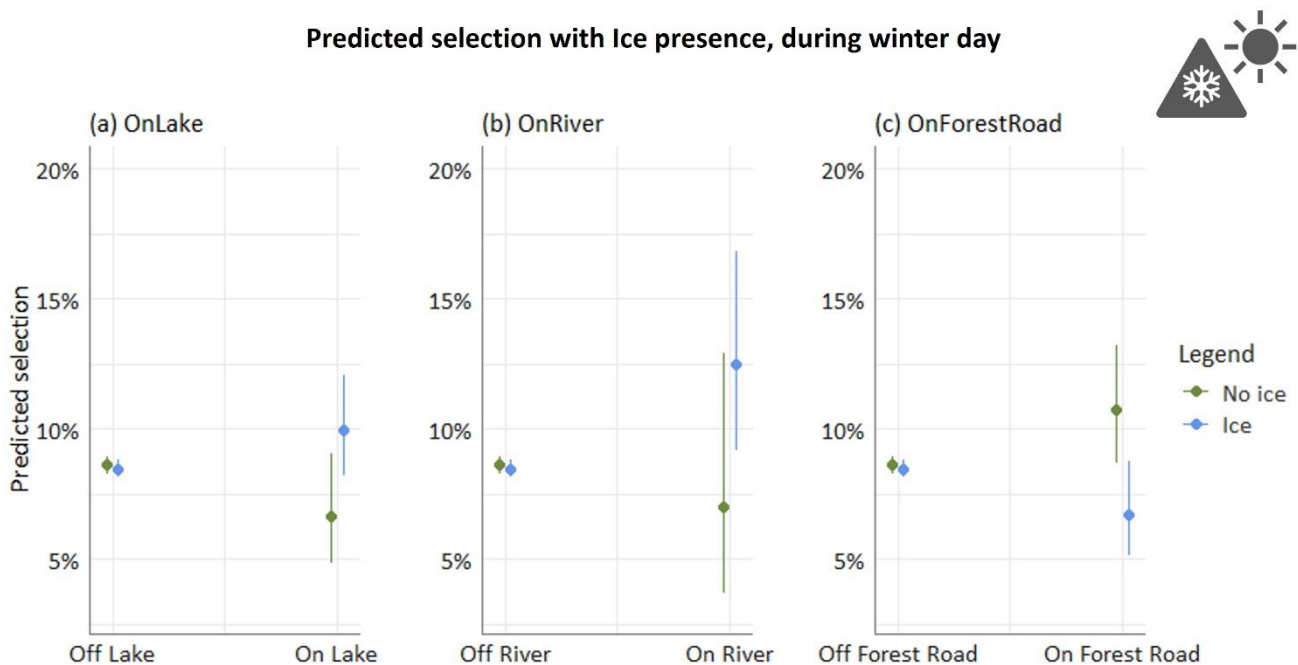 Predicted selection with Ice presence, during winter day
(a) OnLake
(b) OnRiver
(c) OnForestRoad
Predicted selection
20%
15%
10%
5%
20%
15%
10%
5%
20%
15%
10%
5%
Off Lake
On Lake
Off River
On River
Off Forest Road
On Forest Road
Legend
No ice
Ice